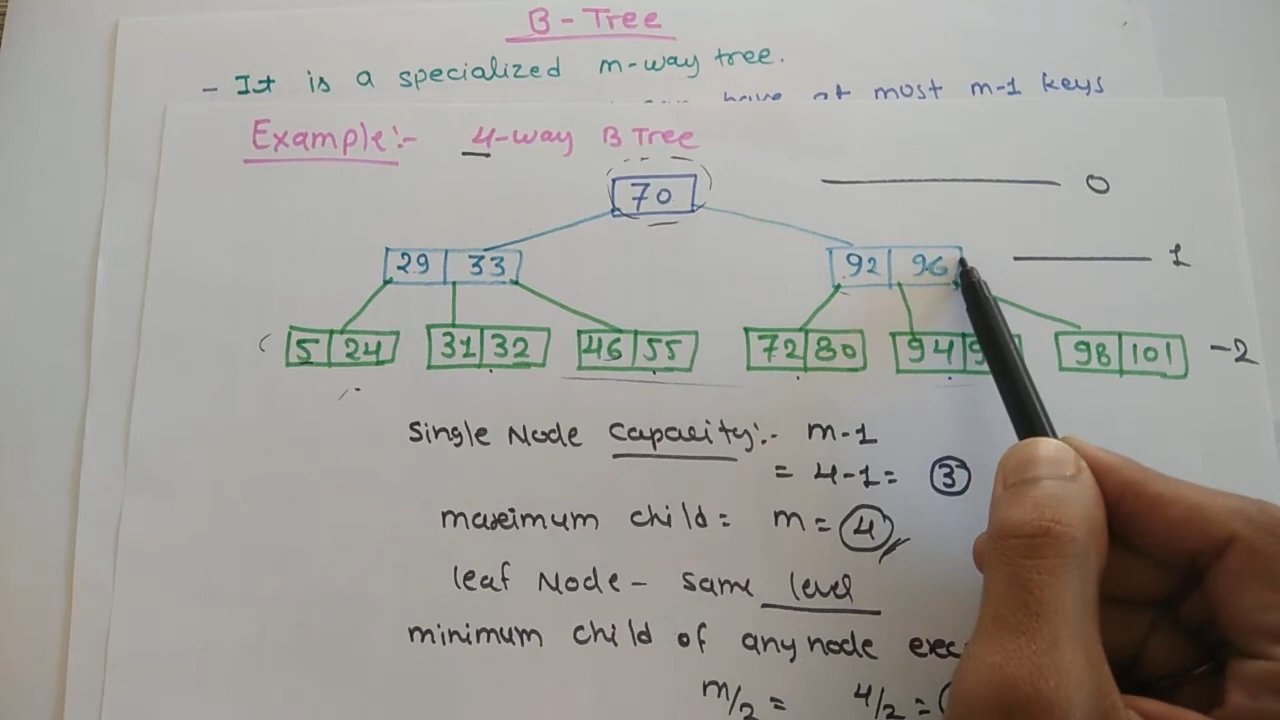 B-Tree
- It is a specialized m-way tree.
have at most m-1 keys
Example:- 4-way B Tree
70 0
29 33 92 96 1
5 24 31 32 46 55 72 80 94 98 101 -2
Single Node Capacity:- m-1
= 4-1= 3
maximum child = m = 4
leaf Node - same level
minimum child of any node
m/2 = 4/2 =